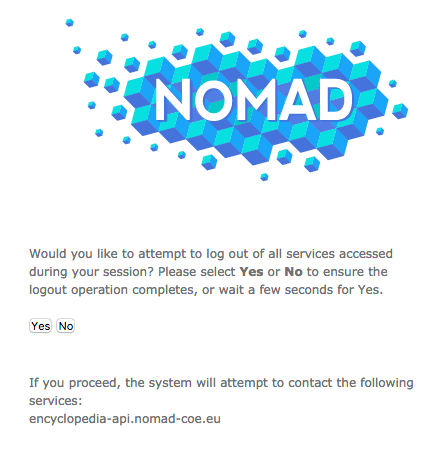 NOMAD
Would you like to attempt to log out of all services accessed
during your session? Please select Yes or No to ensure the
logout operation completes, or wait a few seconds for Yes.
Yes No
If you proceed, the system will attempt to contact the following
services:
encyclopedia-api.nomad-coe.eu